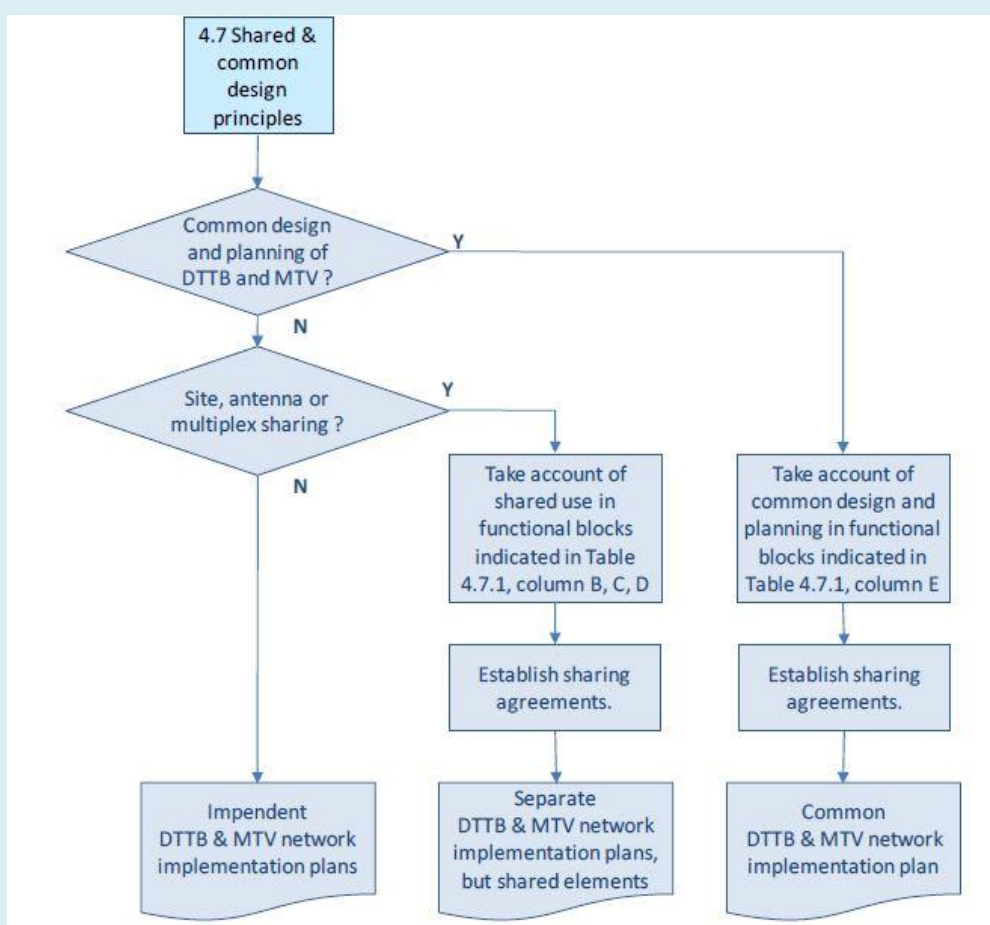 4.7 Shared &
common
design
principles
Common design
and planning of
DTTB and MTV ?
Y
N
Site, antenna or
multiplex sharing ?
Y
N
Take account of
shared use in
functional blocks
indicated in Table
4.7.1, column B, C, D
Take account of
common design and
planning in functional
blocks indicated in
Table 4.7.1, column E
Establish sharing
agreements.
Establish sharing
agreements.
Impendent
DTTB & MTV network
implementation plans
Separate
DTTB & MTV network
implementation plans,
but shared elements
Common
DTTB & MTV network
implementation plan